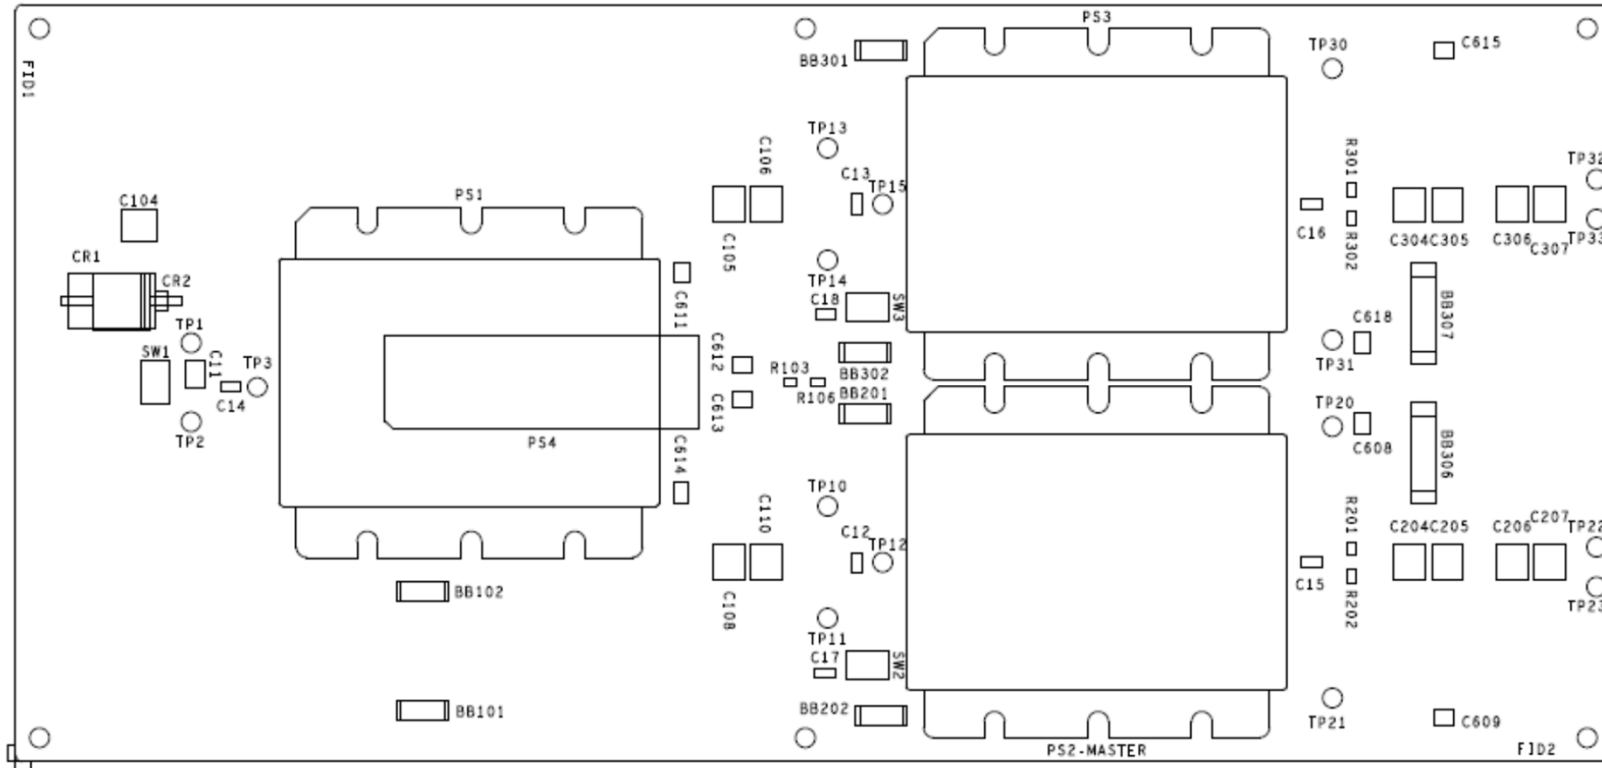 PS3
BB301
TP30
C615
FID1
TP13
C106
C13
TP15
R301
TP32
C104
PS1
C105
C16
R302
C304
C305
C306
C307
TP33
CR1
CR2
TP14
C18
SW3
C611
BB307
TP1
SW1
C11
TP3
C612
R103
BB302
C618
TP31
C14
R106
BB201
C613
TP20
TP2
PS4
C614
C608
BB306
TP10
C110
C12
TP12
R201
C204
C205
C206
C207
TP22
BB102
C108
C15
R202
TP23
TP11
C17
SW2
BB101
BB202
TP21
C609
PS2-MASTER
FID2